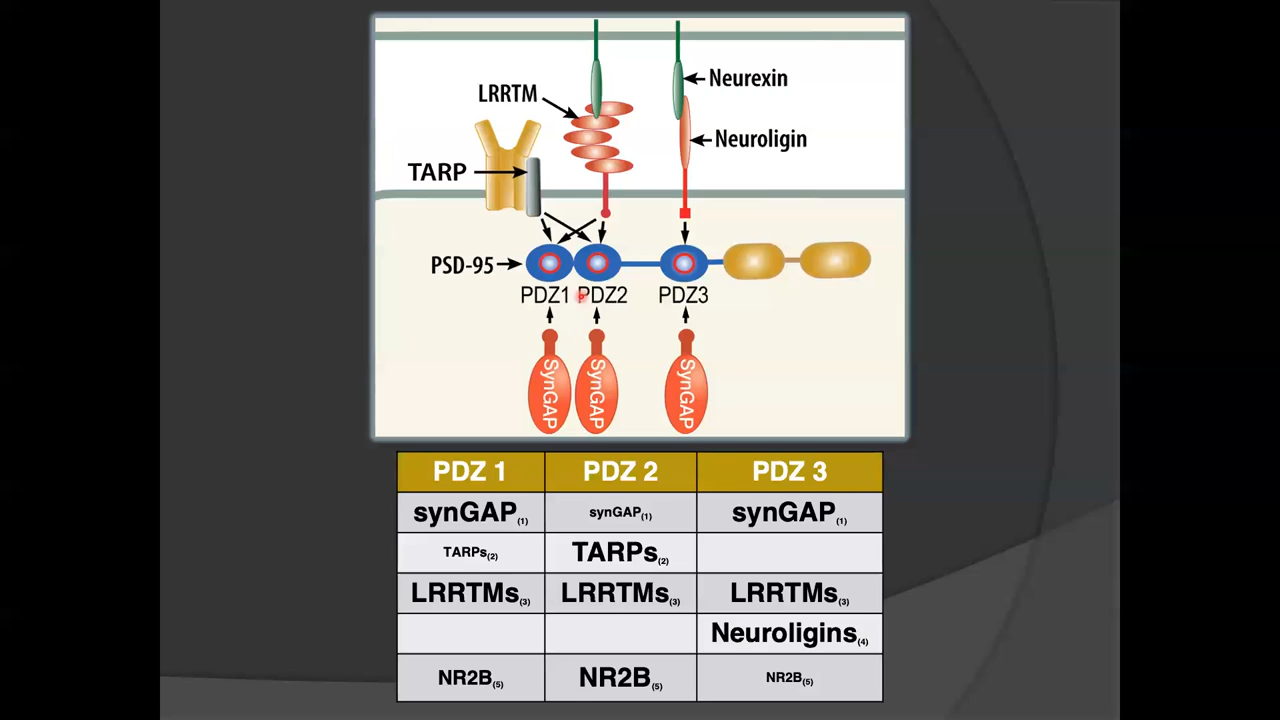 Neurexin
LRRTM
Neuroligin
TARP
PSD-95
PDZ1 PDZ2 PDZ3
SynGAP SynGAP SynGAP
PDZ 1 PDZ 2 PDZ 3
synGAP(1) synGAP(1) synGAP(1)
TARPs(2) TARPs(2)
LRRTMs(3) LRRTMs(3) LRRTMs(3)
Neuroligins(4)
NR2B(5) NR2B(5) NR2B(5)